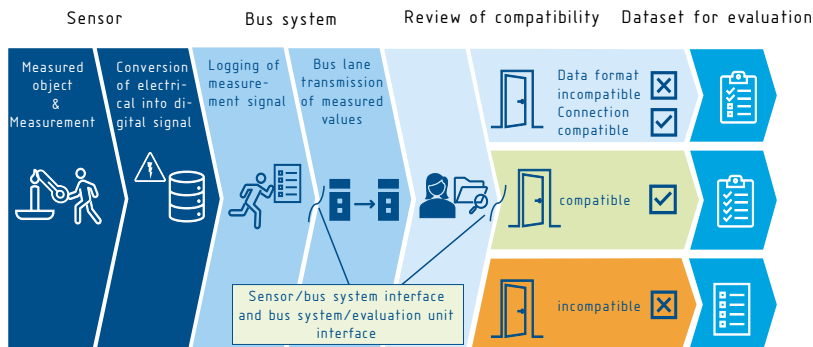 Sensor
Bus system
Review of compatibility
Dataset for evaluation
Measured
object
&
Measurement
Conversion
of electri-
cal into di-
gital signal
Logging of
measure-
ment signal
Bus lane
transmission
of measured
values
Data format
incompatible
Connection
compatible
compatible
incompatible
Sensor/bus system interface
and bus system/evaluation unit
interface